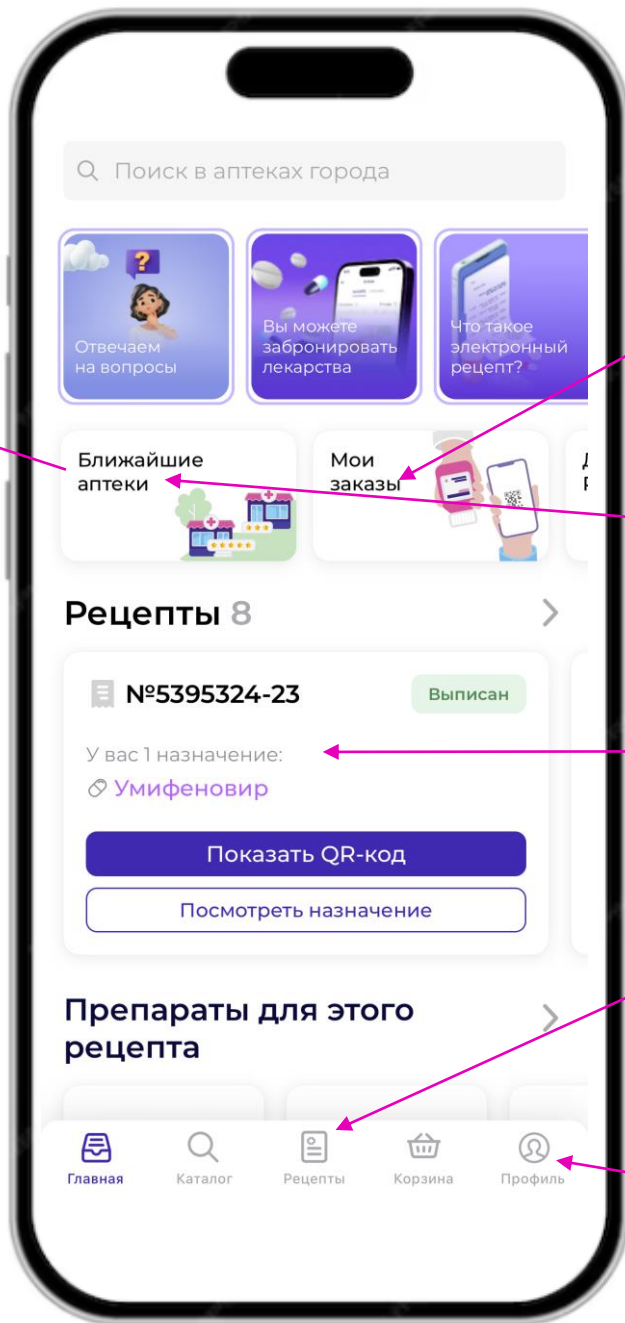 Поиск в аптеках города
Отвечаем
на вопросы
Вы можете
забронировать
лекарства
Что такое
электронный
рецепт?
Ближайшие
аптеки
Мои
заказы
Рецепты 8
№5395324-23
Выписан
У вас 1 назначение:
Умифеновир
Показать QR-код
Посмотреть назначение
Препараты для этого
рецепта
Главная
Каталог
Рецепты
Корзина
Профиль